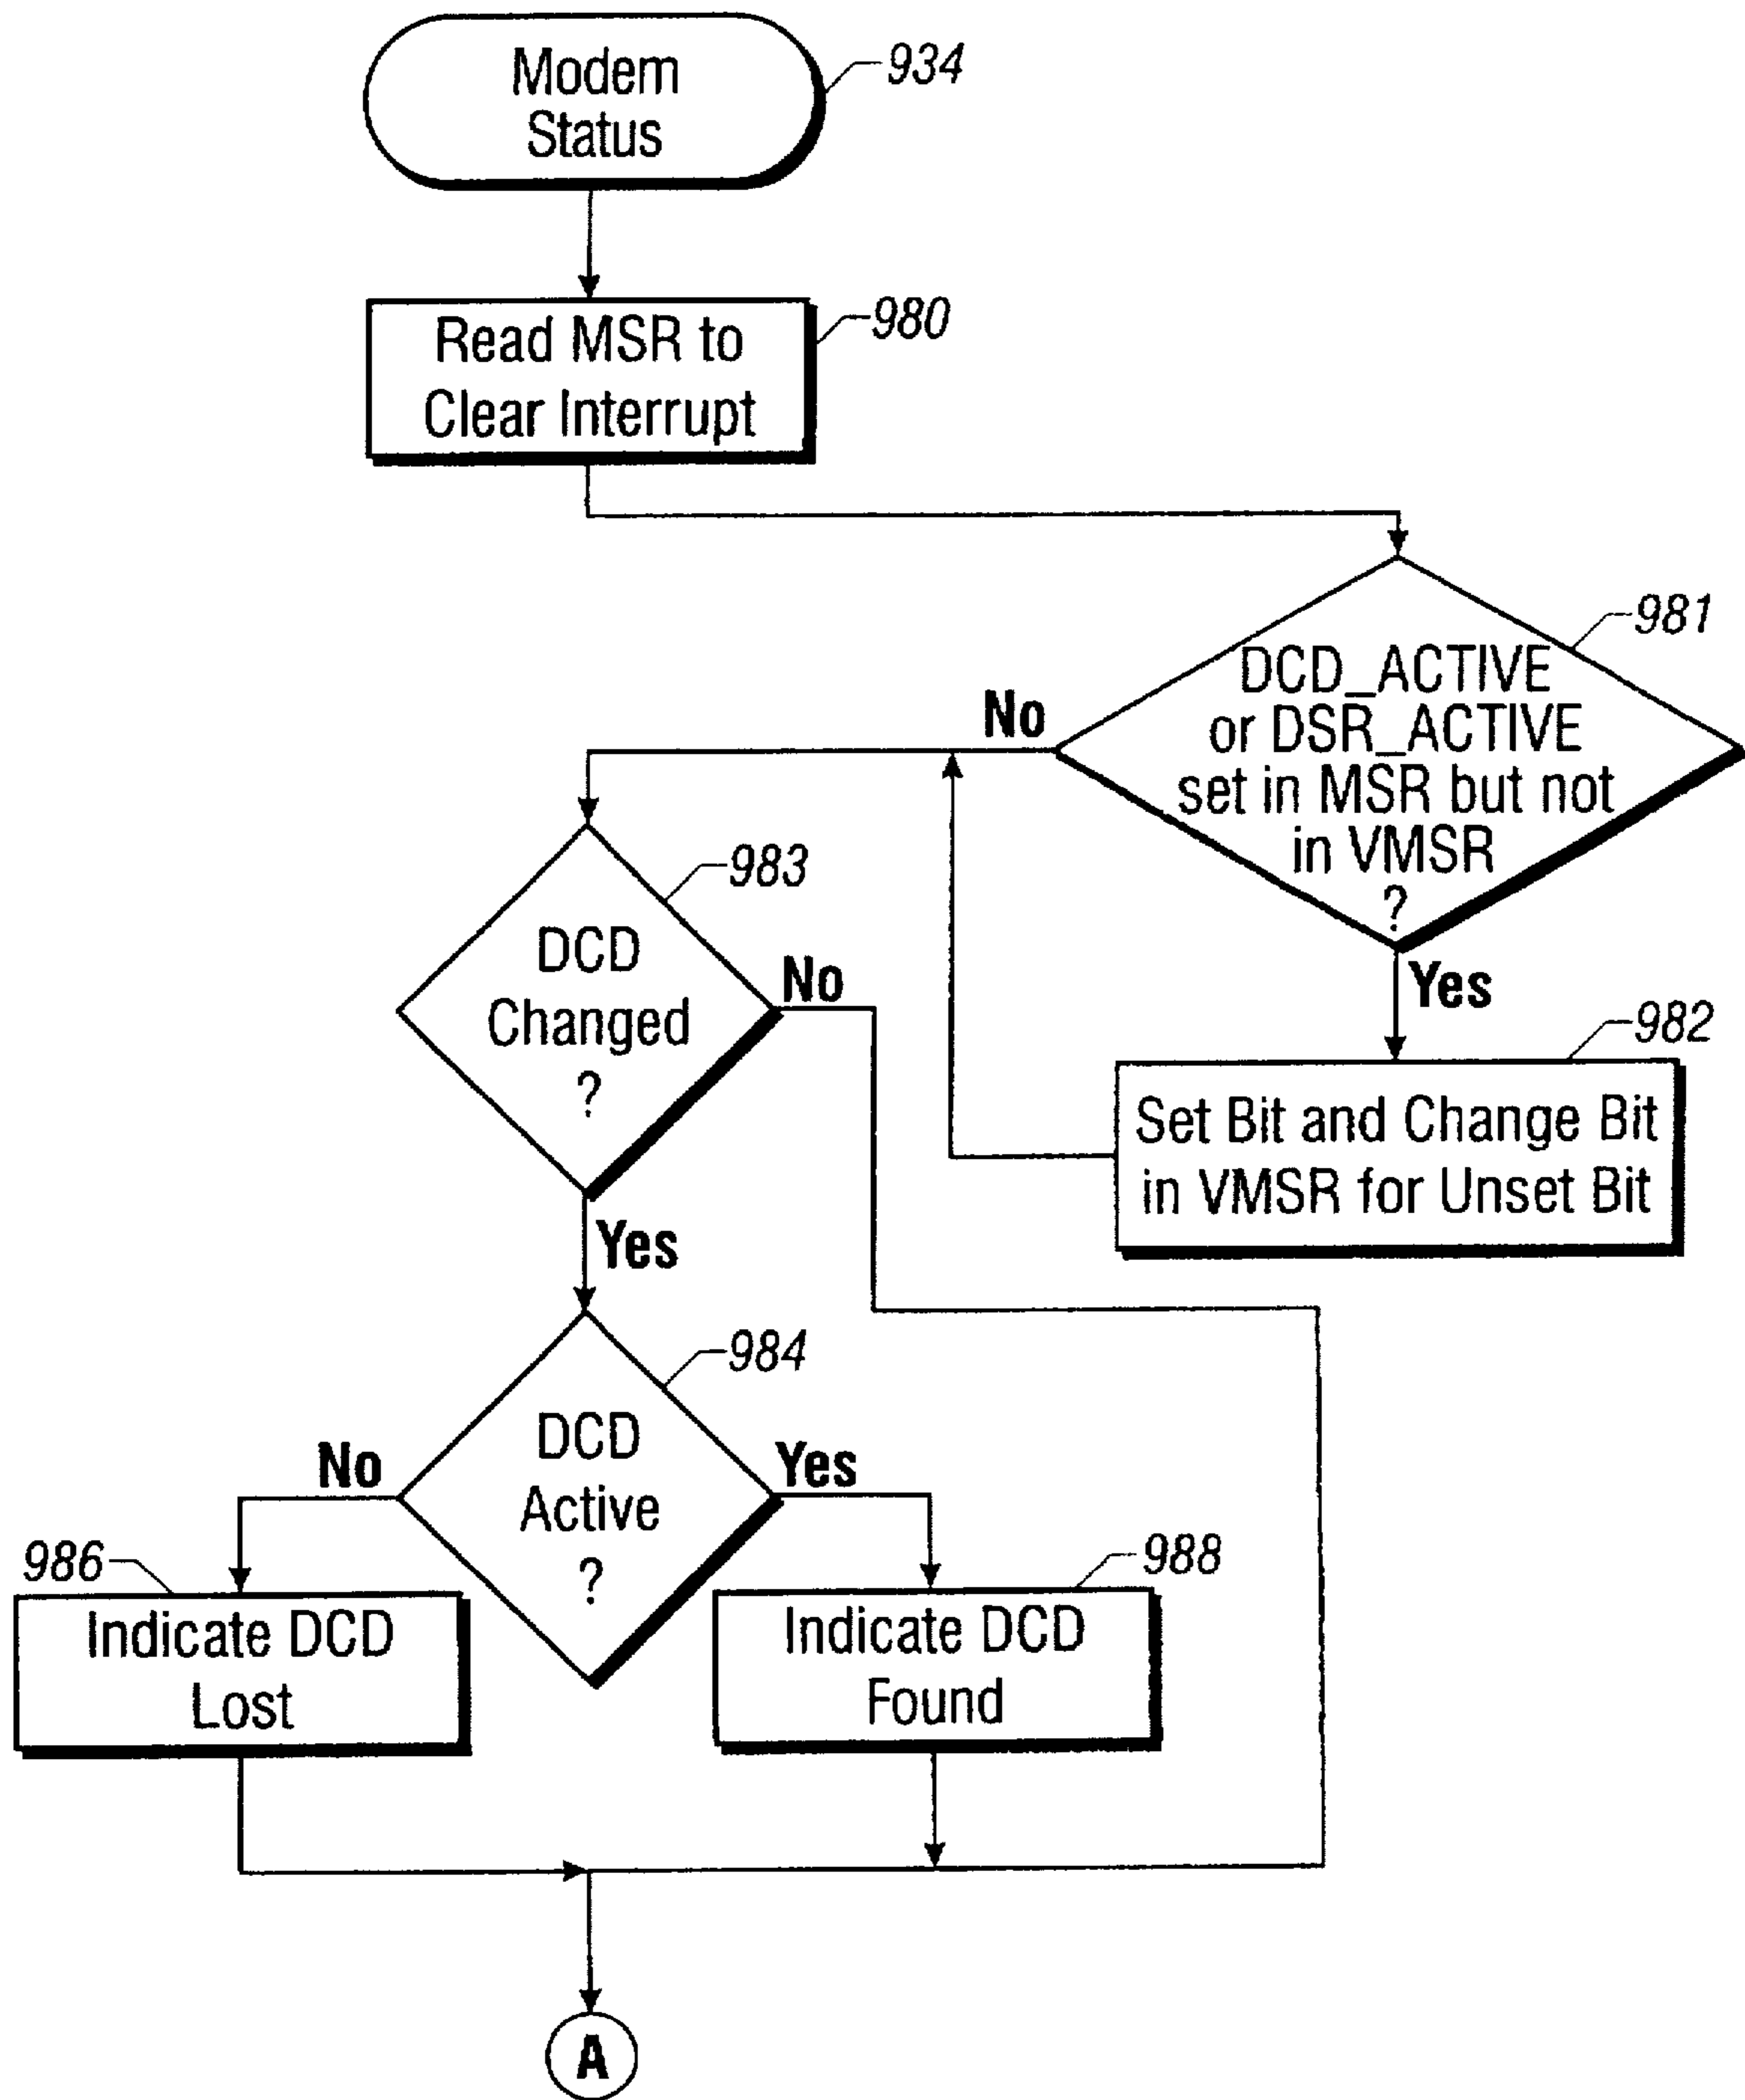 Modem
Status
934
Read MSR to
Clear Interrupt
980
DCD_ACTIVE
or DSR_ACTIVE
set in MSR but not
in VMSR
?
981
No
Yes
982
Set Bit and Change Bit
in VMSR for Unset Bit
983
DCD
Changed
?
No
Yes
984
DCD
Active
?
No
Yes
986
Indicate DCD
Lost
988
Indicate DCD
Found
A